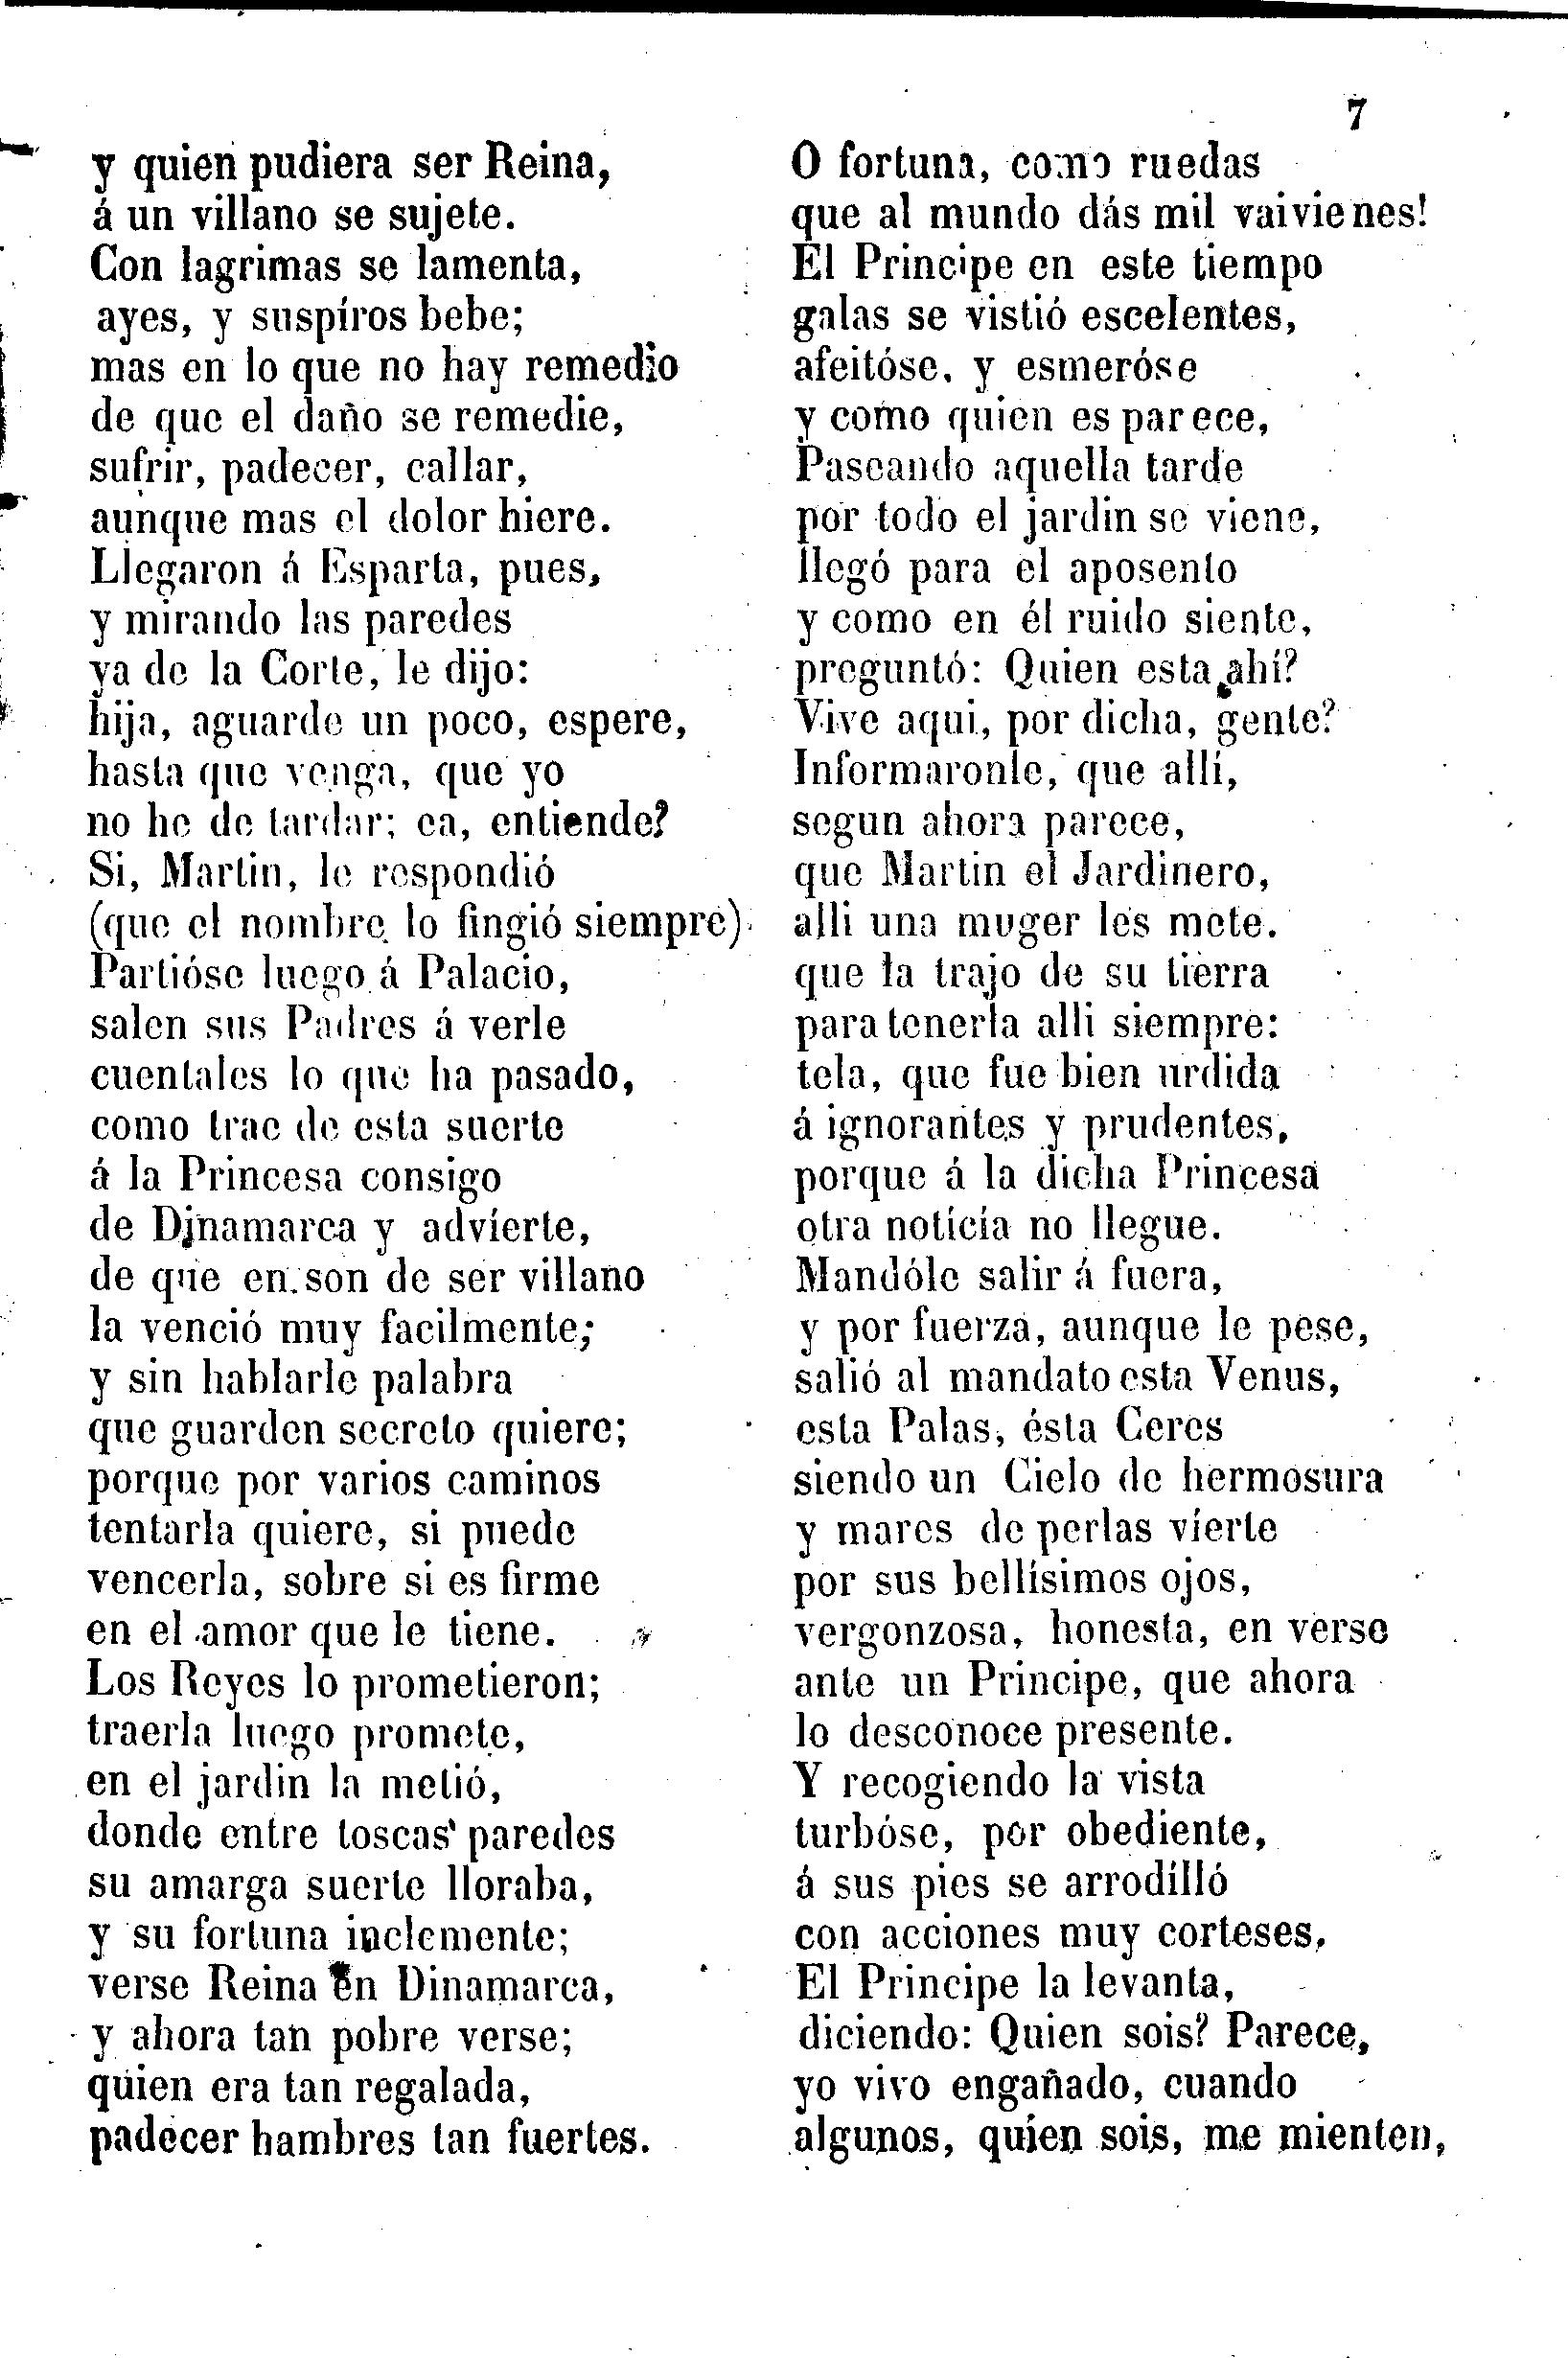 7
y quien pudiera ser Reina,
á un villano se sujete.
Con lagrimas se lamenta,
ayes, y suspíros bebe;
mas en lo que no hay remedio
de que el daño se remedie,
sufrir, padecer, callar,
aunque mas el dolor hiere.
Llegaron á Esparta, pues,
y mirando las paredes
ya de la Corte, le dijo:
hija, aguarde un poco, espere,
hasta que venga, que yo
no he de tardar; ea, entiende?
Si, Martin, le respondió
(que el nombre lo fingió siempre)
Partióse luego á Palacio,
salen sus Padres á verle
cuentales lo que ha pasado,
como trae de esta suerte
á la Princesa consigo
de Dinamarca y advíerte,
de que en son de ser villano
la venció muy facilmente;
y sin hablarle palabra
que guarden secreto quiere;
porque por varios caminos
tentarla quiere, si puede
vencerla, sobre si es firme
en el amor que le tiene.
Los Reyes lo prometieron;
traerla luego promete,
en el jardin la metió,
donde entre toscas paredes
su amarga suerte lloraba,
y su fortuna inclemente;
verse Reina en Dinamarca,
y ahora tan pobre verse;
quien era tan regalada,
padecer hambres tan fuertes.
O fortuna, como ruedas
que al mundo dás mil vaivienes!
El Principe en este tiempo
galas se vistió escelentes,
afeitóse, y esmeróse
y como quien es parece,
Paseando aquella tarde
por todo el jardin se viene,
llegó para el aposento
y como en él ruido siente,
preguntó: Quien esta ahí?
Vive aqui, por dicha, gente?
Informaronle, que allí,
segun ahora parece,
que Martin el Jardinero,
alli una muger les mete.
que la trajo de su tierra
para tenerla alli siempre:
tela, que fue bien urdida
á ignorantes y prudentes,
porque á la dicha Princesa
otra notícía no llegue.
Mandóle salir á fuera,
y por fuerza, aunque le pese,
salió al mandato esta Venus,
esta Palas, ésta Ceres
siendo un Cielo de hermosura
y mares de perlas vierte
por sus bellísimos ojos,
vergonzosa, honesta, en verse
ante un Principe, que ahora
lo desconoce presente.
Y recogiendo la vista
turbóse, por obediente,
á sus pies se arrodílló
con acciones muy corteses,
El Principe la levanta,
diciendo: Quien sois? Parece,
yo vivo engañado, cuando
algunos, quíen sois, me mienten,